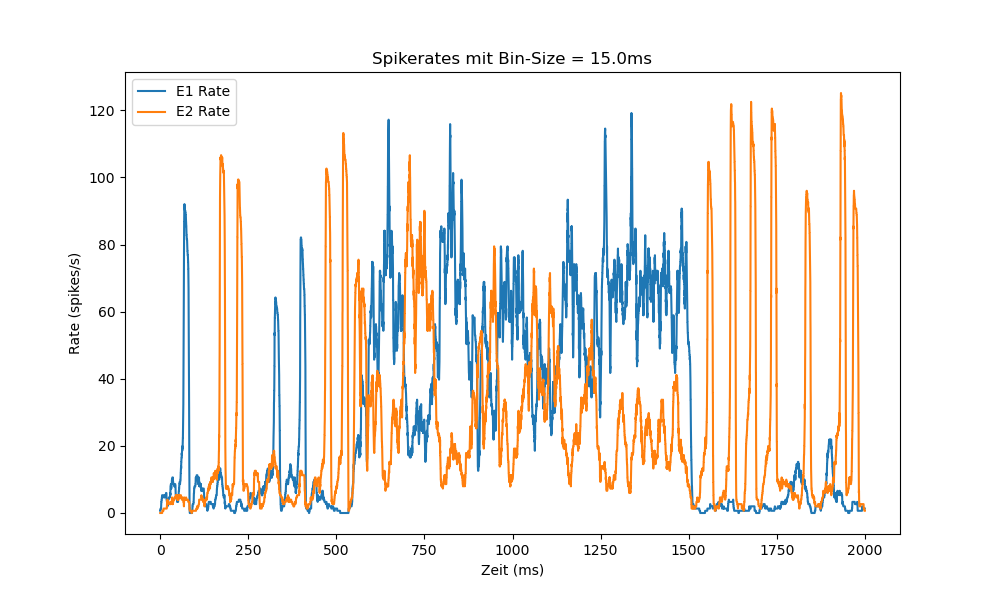 Spikerates mit Bin-Size = 15.0ms
E1 Rate
E2 Rate
120
100
80
60
40
20
0
Rate (spikes/s)
0 250 500 750 1000 1250 1500 1750 2000
Zeit (ms)